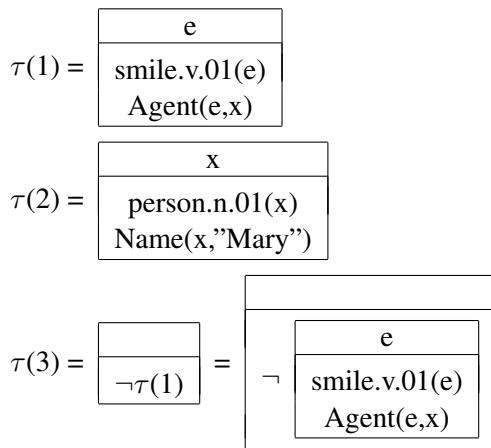 e
τ(1) = smile.v.01(e)
Agent(e,x)
x
τ(2) = person.n.01(x)
Name(x,”Mary”)
e
τ(3) = ¬τ(1) = ¬ smile.v.01(e)
Agent(e,x)